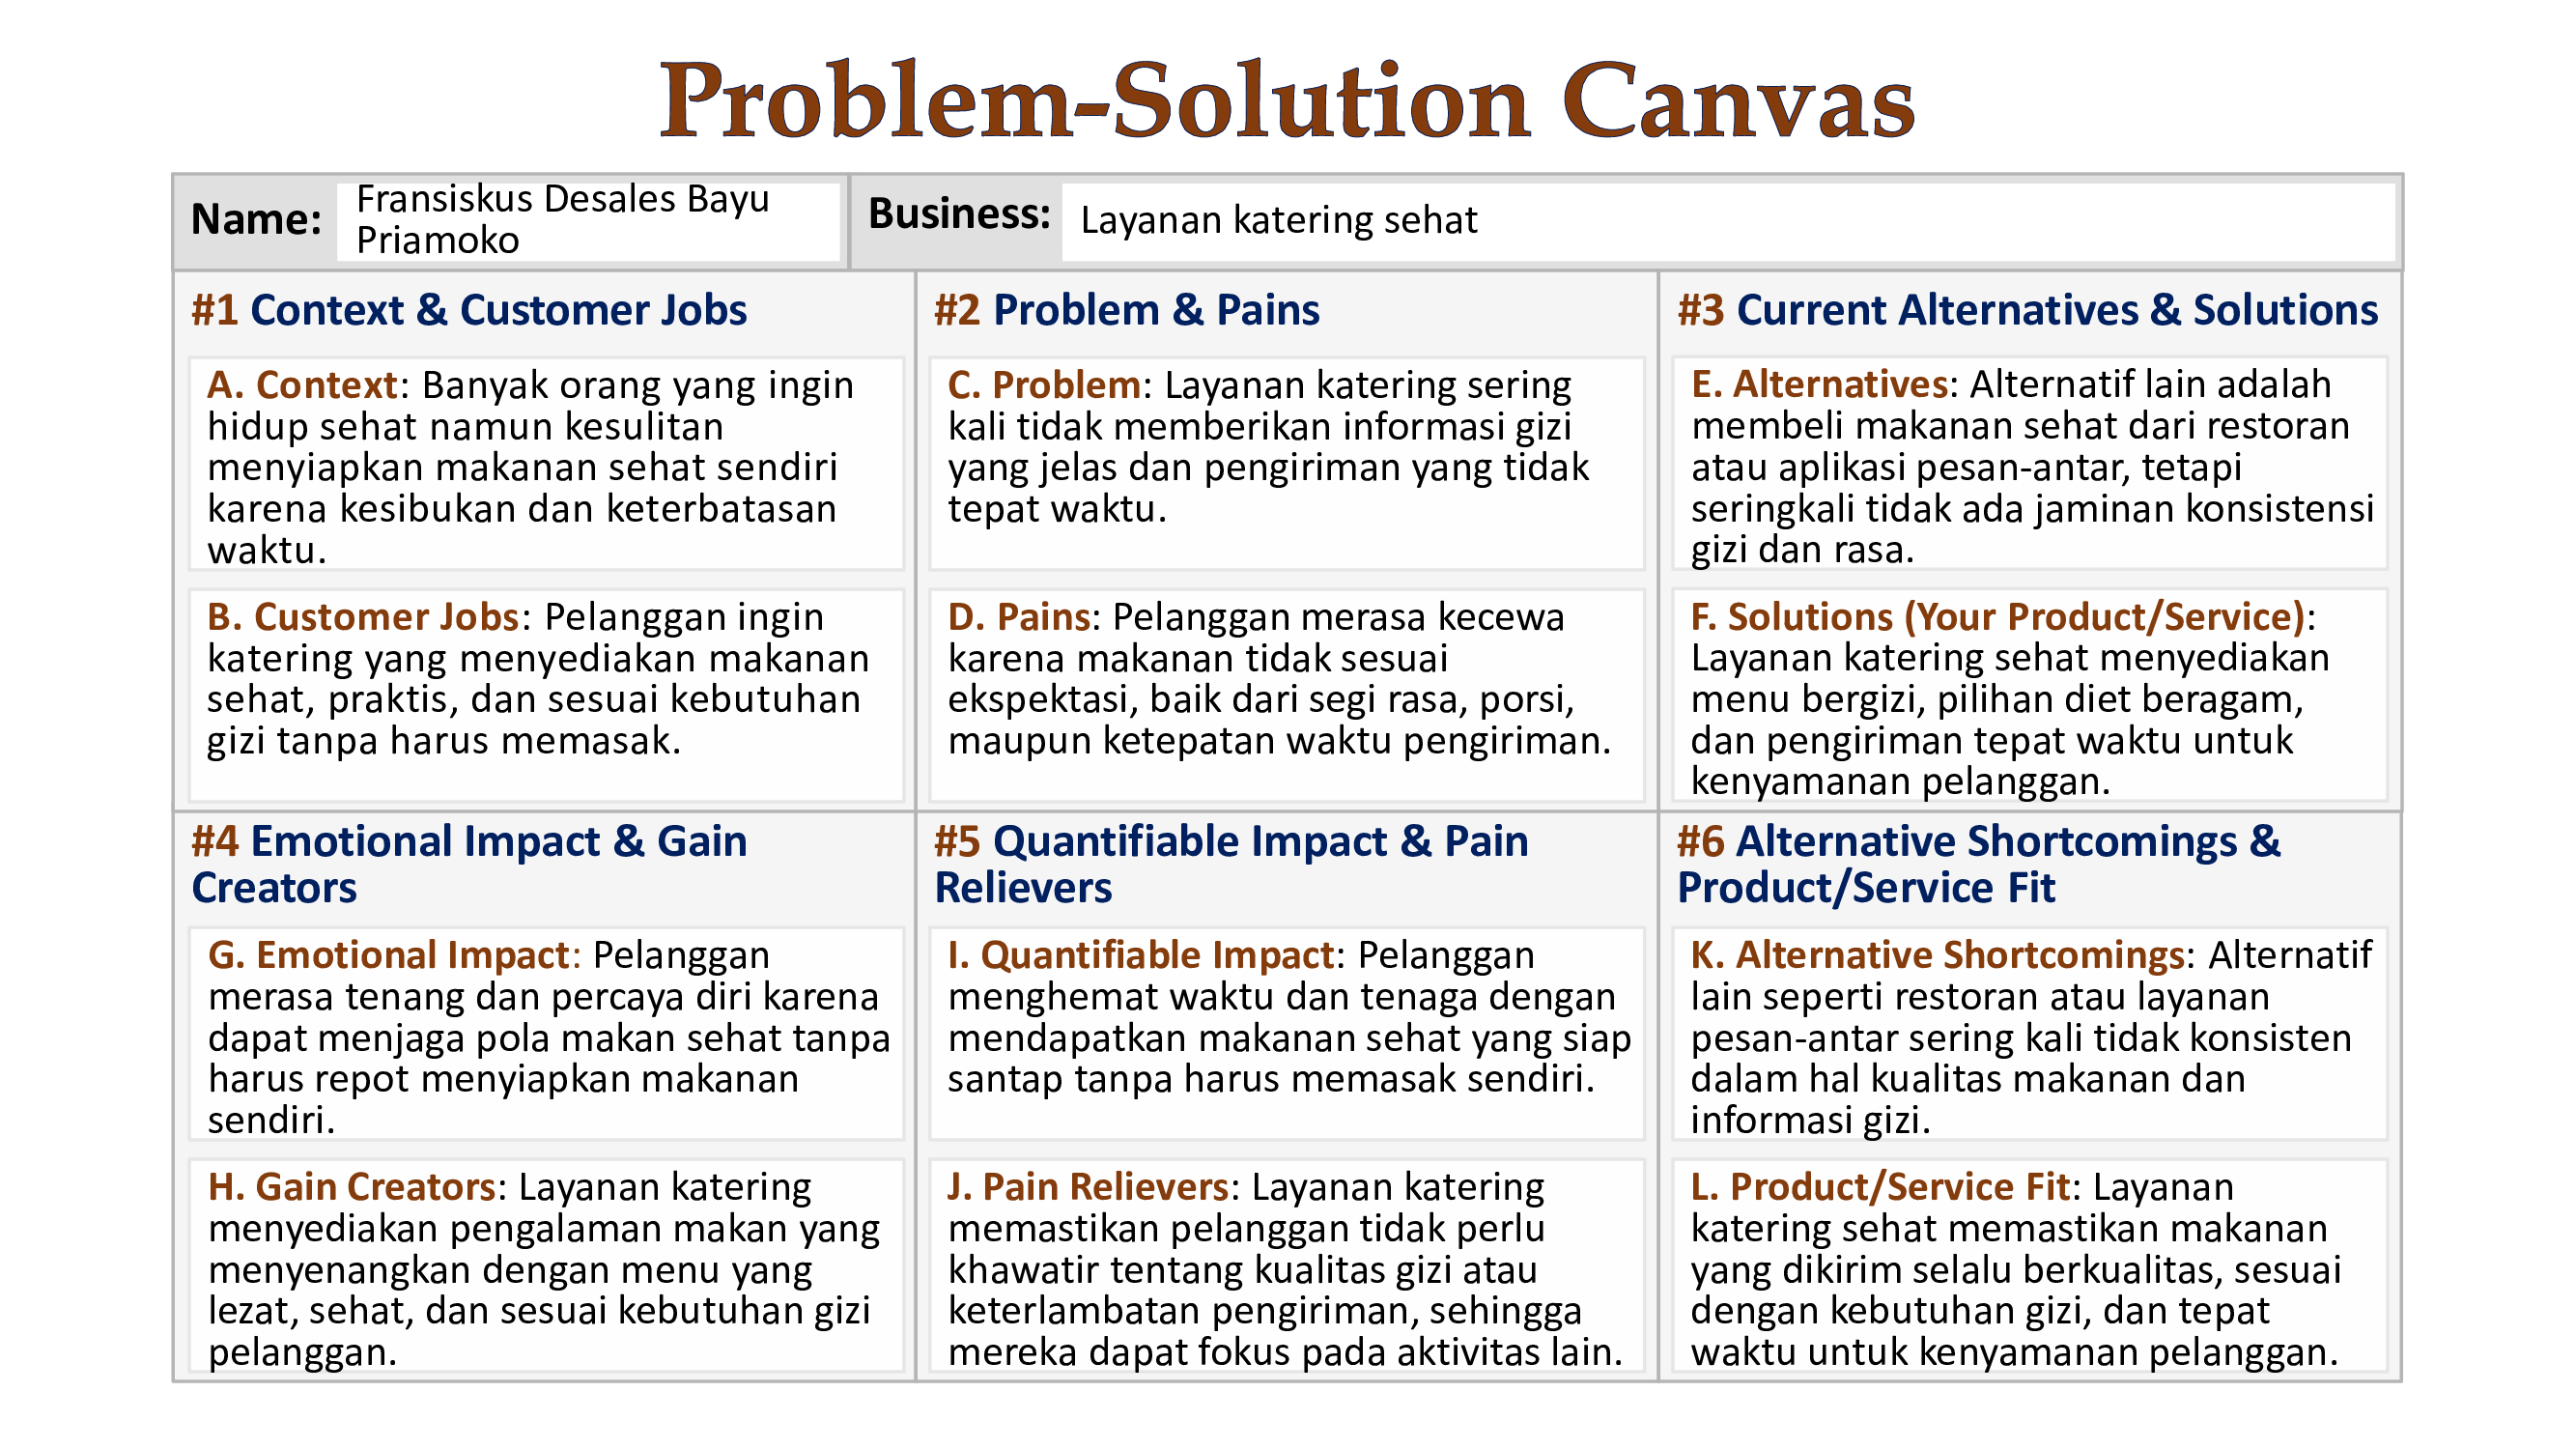 Problem-Solution Canvas
Name:
Fransiskus Desales Bayu
Priamoko
Business:
Layanan katering sehat
#1 Context & Customer Jobs
A. Context: Banyak orang yang ingin
hidup sehat namun kesulitan
menyiapkan makanan sehat sendiri
karena kesibukan dan keterbatasan
waktu.
B. Customer Jobs: Pelanggan ingin
katering yang menyediakan makanan
sehat, praktis, dan sesuai kebutuhan
gizi tanpa harus memasak.
#2 Problem & Pains
C. Problem: Layanan katering sering
kali tidak memberikan informasi gizi
yang jelas dan pengiriman yang tidak
tepat waktu.
D. Pains: Pelanggan merasa kecewa
karena makanan tidak sesuai
ekspektasi, baik dari segi rasa, porsi,
maupun ketepatan waktu pengiriman.
#3 Current Alternatives & Solutions
E. Alternatives: Alternatif lain adalah
membeli makanan sehat dari restoran
atau aplikasi pesan-antar, tetapi
seringkali tidak ada jaminan konsistensi
gizi dan rasa.
F. Solutions (Your Product/Service):
Layanan katering sehat menyediakan
menu bergizi, pilihan diet beragam,
dan pengiriman tepat waktu untuk
kenyamanan pelanggan.
#4 Emotional Impact & Gain
Creators
G. Emotional Impact: Pelanggan
merasa tenang dan percaya diri karena
dapat menjaga pola makan sehat tanpa
harus repot menyiapkan makanan
sendiri.
H. Gain Creators: Layanan katering
menyediakan pengalaman makan yang
menyenangkan dengan menu yang
lezat, sehat, dan sesuai kebutuhan gizi
pelanggan.
#5 Quantifiable Impact & Pain
Relievers
I. Quantifiable Impact: Pelanggan
menghemat waktu dan tenaga dengan
mendapatkan makanan sehat yang siap
santap tanpa harus memasak sendiri.
J. Pain Relievers: Layanan katering
memastikan pelanggan tidak perlu
khawatir tentang kualitas gizi atau
keterlambatan pengiriman, sehingga
mereka dapat fokus pada aktivitas lain.
#6 Alternative Shortcomings &
Product/Service Fit
K. Alternative Shortcomings: Alternatif
lain seperti restoran atau layanan
pesan-antar sering kali tidak konsisten
dalam hal kualitas makanan dan
informasi gizi.
L. Product/Service Fit: Layanan
katering sehat memastikan makanan
yang dikirim selalu berkualitas, sesuai
dengan kebutuhan gizi, dan tepat
waktu untuk kenyamanan pelanggan.